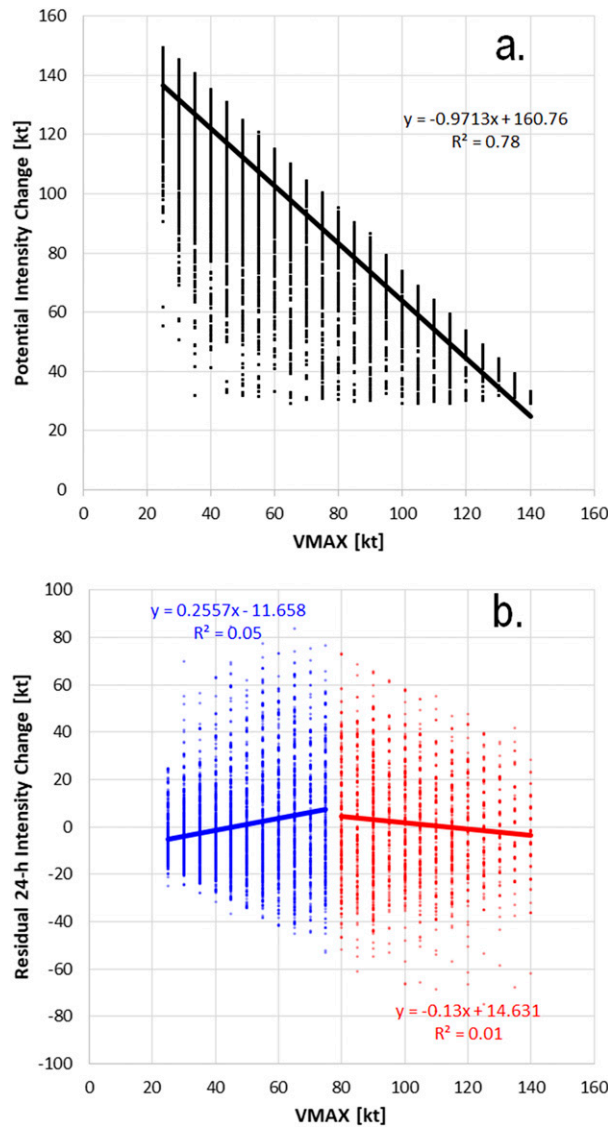 a.
Potential Intensity Change [kt]
160
140
120
100
80
60
40
20
0
y = -0.9713x + 160.76
R² = 0.78
0 20 40 60 80 100 120 140 160
VMAX [kt]
b.
Residual 24-h Intensity Change [kt]
100
80
60
40
20
0
-20
-40
-60
-80
-100
y = 0.2557x - 11.658
R² = 0.05
y = -0.13x + 14.631
R² = 0.01
0 20 40 60 80 100 120 140 160
VMAX [kt]